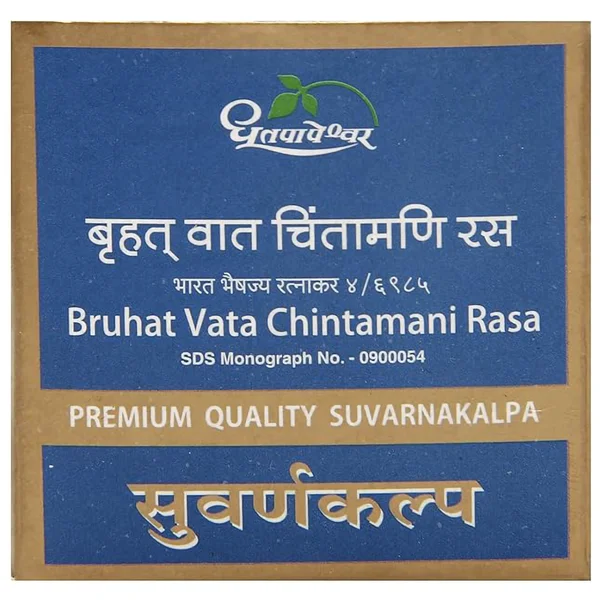 धूतपापेश्वर
बृहत् वात चिंतामणि रस
भारत भैषज्य रत्नाकर ४/६९८५
Bruhat Vata Chintamani Rasa
SDS Monograph No. - 0900054
PREMIUM QUALITY SUVARNAKALPA
सुवर्णकल्प